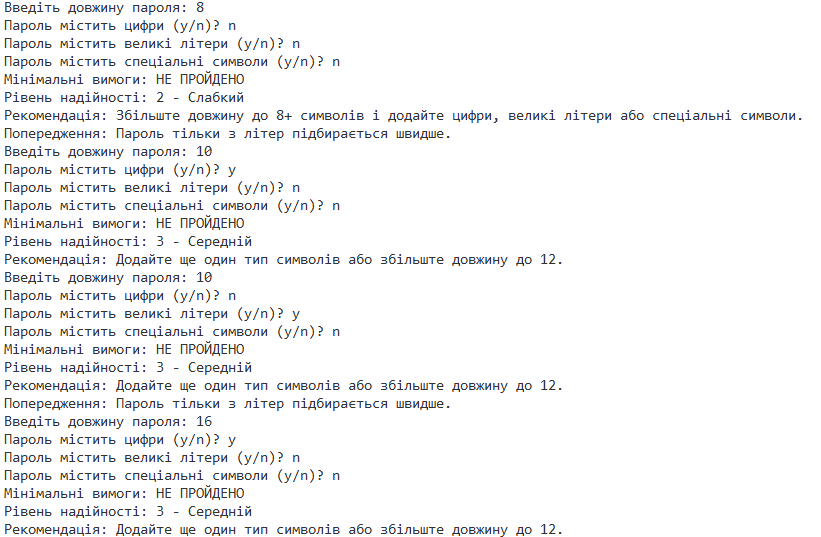 Введіть довжину пароля: 8
Пароль містить цифри (y/n)? n
Пароль містить великі літери (y/n)? n
Пароль містить спеціальні символи (y/n)? n
Мінімальні вимоги: НЕ ПРОЙДЕНО
Рівень надійності: 2 - Слабкий
Рекомендація: Збільште довжину до 8+ символів і додайте цифри, великі літери або спеціальні символи.
Попередження: Пароль тільки з літер підбирається швидше.
Введіть довжину пароля: 10
Пароль містить цифри (y/n)? y
Пароль містить великі літери (y/n)? n
Пароль містить спеціальні символи (y/n)? n
Мінімальні вимоги: НЕ ПРОЙДЕНО
Рівень надійності: 3 - Середній
Рекомендація: Додайте ще один тип символів або збільште довжину до 12.
Введіть довжину пароля: 10
Пароль містить цифри (y/n)? n
Пароль містить великі літери (y/n)? y
Пароль містить спеціальні символи (y/n)? n
Мінімальні вимоги: НЕ ПРОЙДЕНО
Рівень надійності: 3 - Середній
Рекомендація: Додайте ще один тип символів або збільште довжину до 12.
Попередження: Пароль тільки з літер підбирається швидше.
Введіть довжину пароля: 16
Пароль містить цифри (y/n)? y
Пароль містить великі літери (y/n)? n
Пароль містить спеціальні символи (y/n)? n
Мінімальні вимоги: НЕ ПРОЙДЕНО
Рівень надійності: 3 - Середній
Рекомендація: Додайте ще один тип символів або збільште довжину до 12.